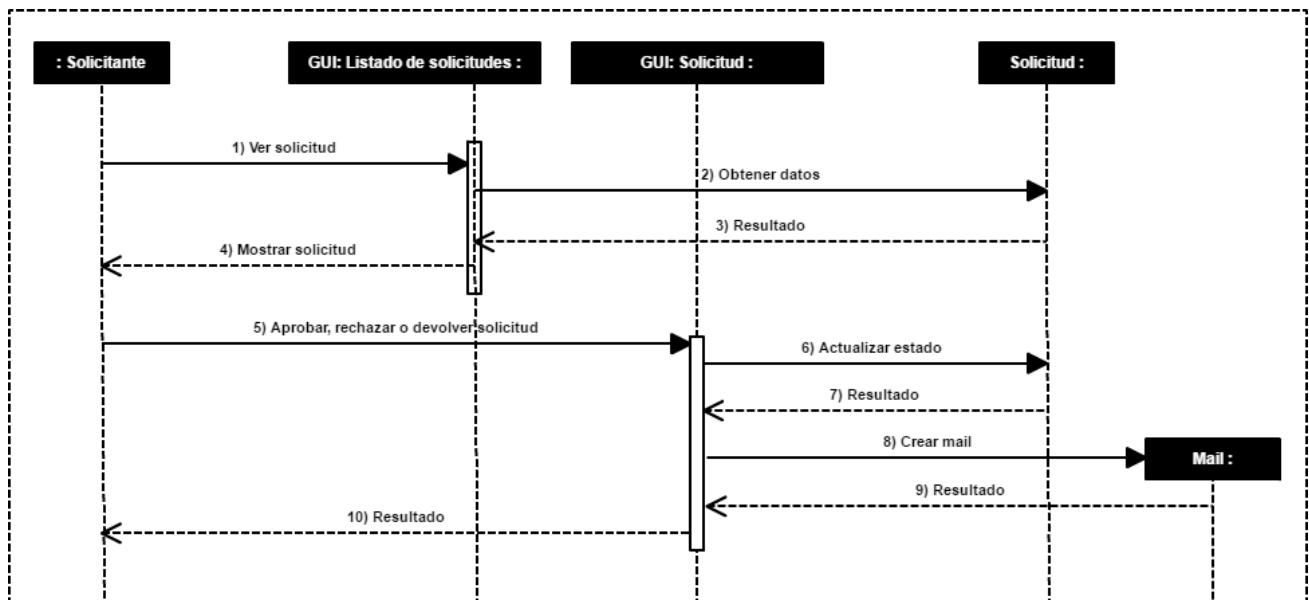 : Solicitante
GUI: Listado de solicitudes :
GUI: Solicitud :
Solicitud :
1) Ver solicitud
2) Obtener datos
3) Resultado
4) Mostrar solicitud
5) Aprobar, rechazar o devolver solicitud
6) Actualizar estado
7) Resultado
8) Crear mail
Mail :
9) Resultado
10) Resultado